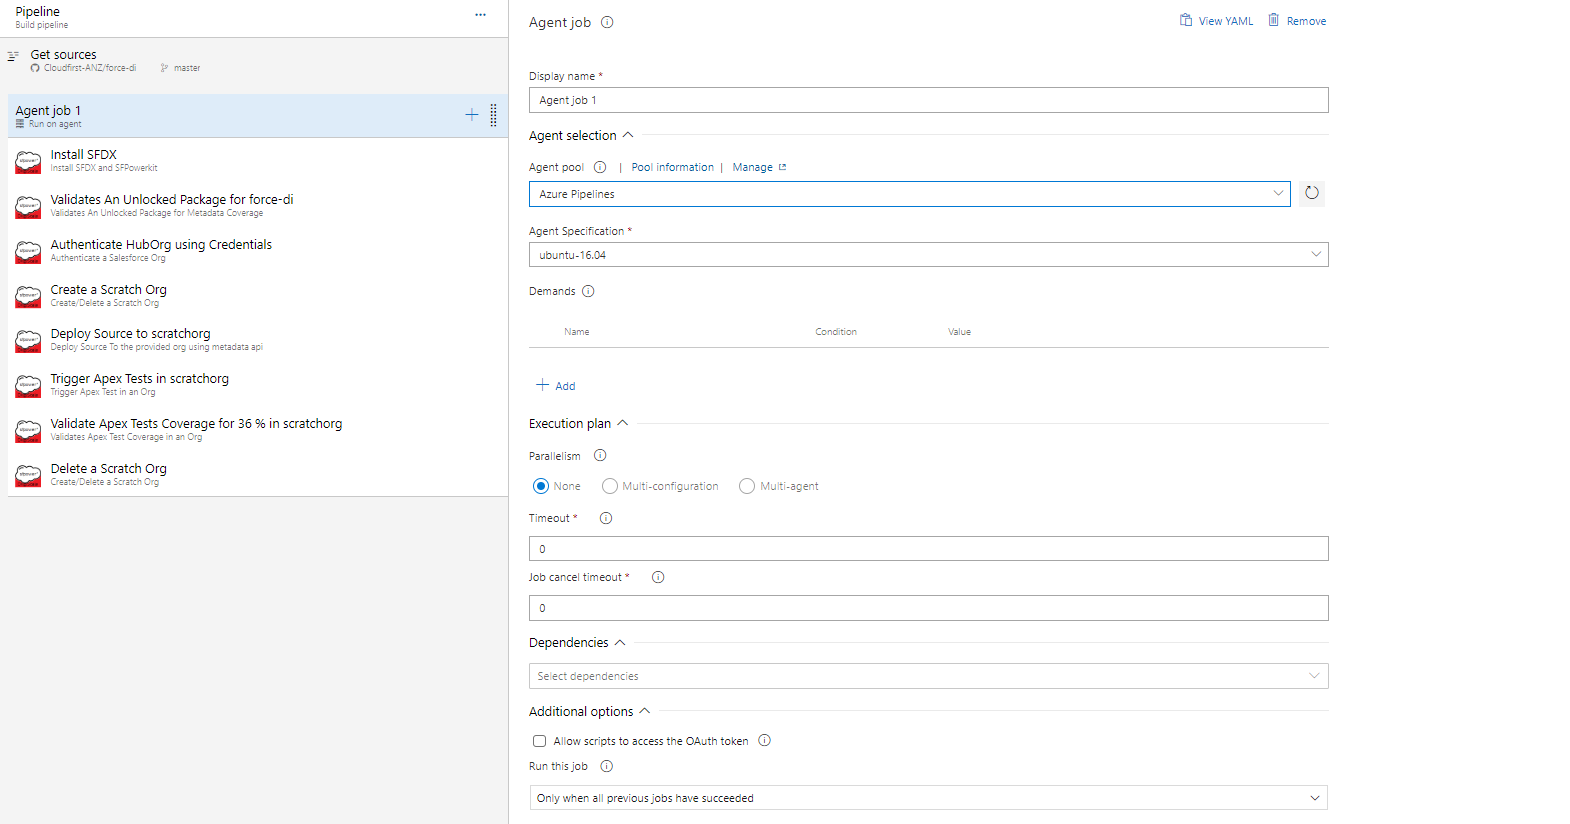 Pipeline
Build pipeline
...
Get sources
Cloudfirst-ANZ/force-di
master
Agent job 1
Run on agent
Install SFDX
Install SFDX and SFPowerkit
Validates An Unlocked Package for force-di
Validates An Unlocked Package for Metadata Coverage
Authenticate HubOrg using Credentials
Authenticate a Salesforce Org
Create a Scratch Org
Create/Delete a Scratch Org
Deploy Source to scratchorg
Deploy Source To the provided org using metadata api
Trigger Apex Tests in scratchorg
Trigger Apex Test in an Org
Validate Apex Tests Coverage for 36 % in scratchorg
Validates Apex Test Coverage in an Org
Delete a Scratch Org
Create/Delete a Scratch Org
Agent job
View YAML
Remove
Display name *
Agent job 1
Agent selection
Agent pool | Pool information | Manage
Azure Pipelines
Agent Specification *
ubuntu-16.04
Demands
Name Condition Value
+ Add
Execution plan
Parallelism
None Multi-configuration Multi-agent
Timeout *
0
Job cancel timeout *
0
Dependencies
Select dependencies
Additional options
Allow scripts to access the OAuth token
Run this job
Only when all previous jobs have succeeded